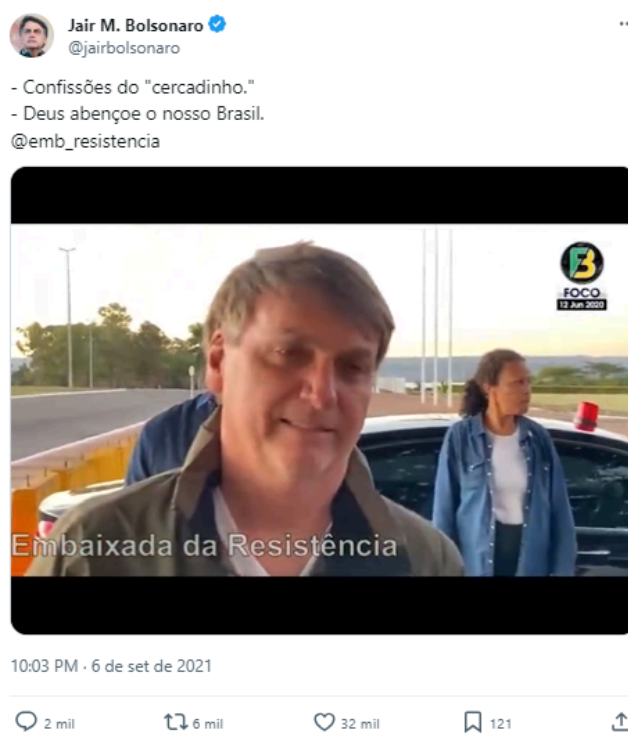 Jair M. Bolsonaro
@jairbolsonaro
- Confissões do "cercadinho."
- Deus abençoe o nosso Brasil.
@emb_resistencia
FB
FOCO
12 Jun 2020
Embaixada da Resistência
10:03 PM · 6 de set de 2021
2 mil
6 mil
32 mil
121